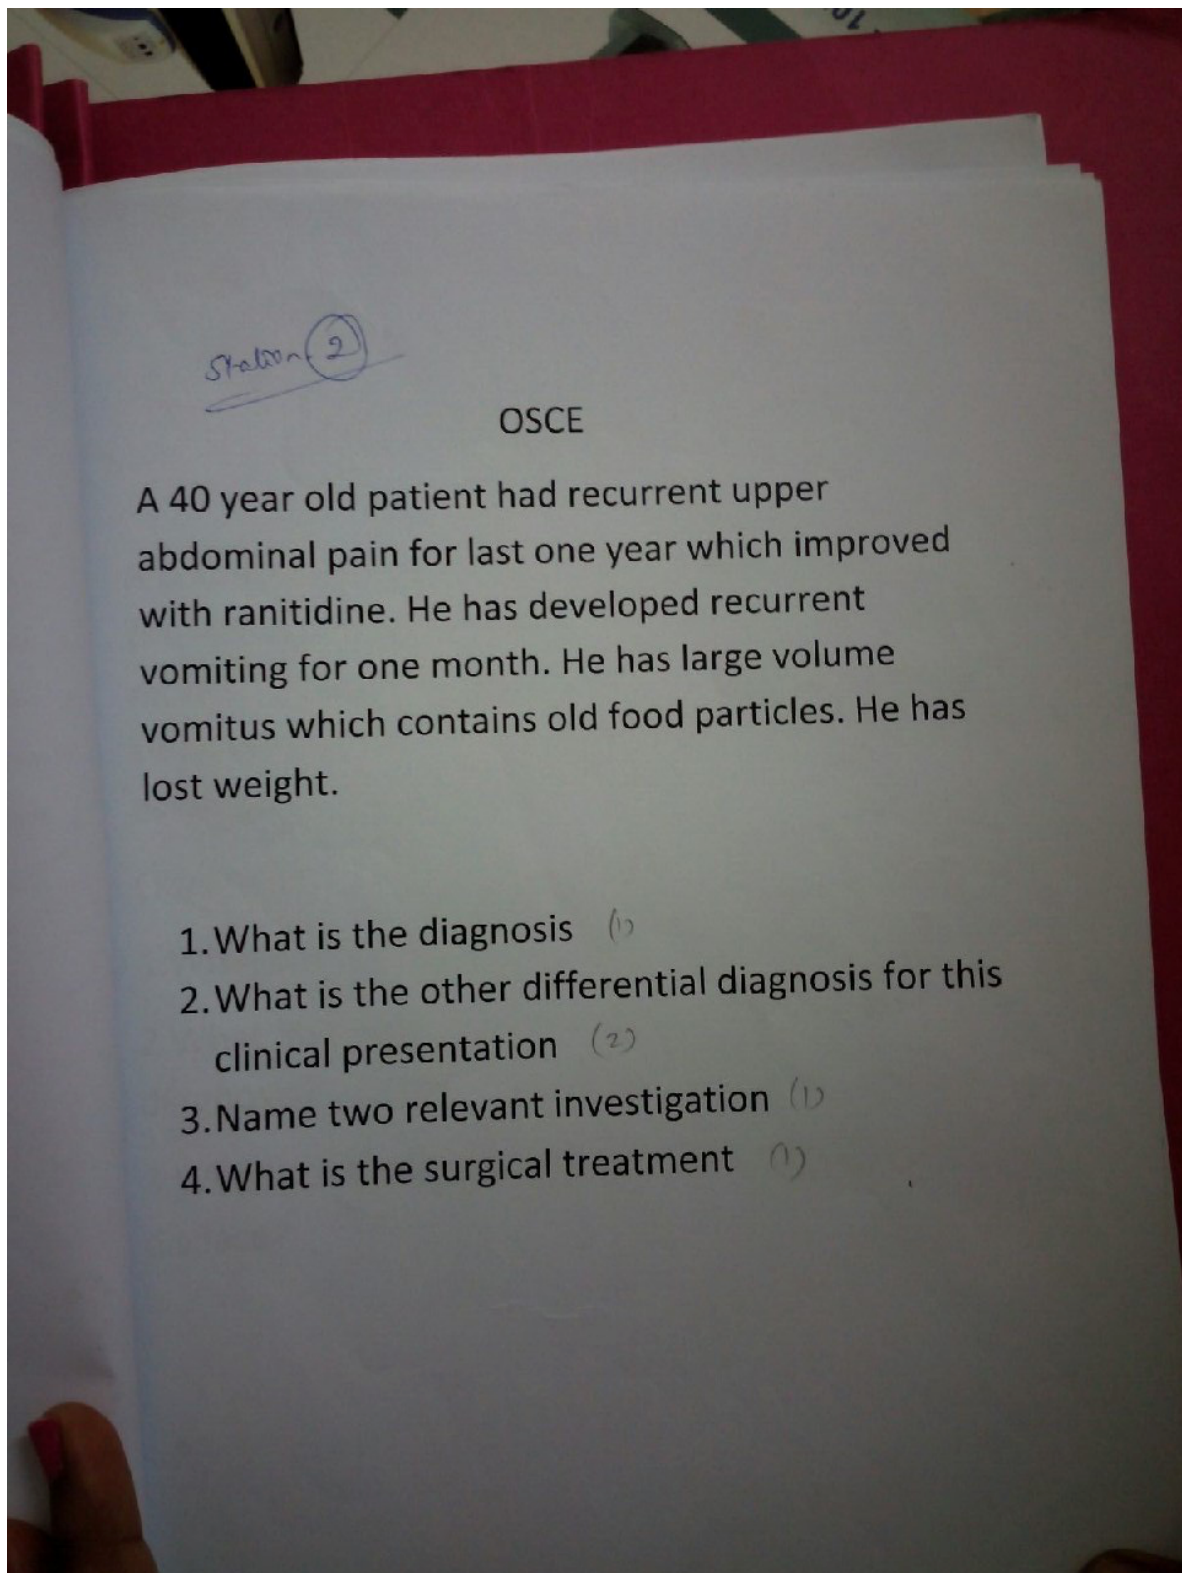 Station 2
OSCE
A 40 year old patient had recurrent upper
abdominal pain for last one year which improved
with ranitidine. He has developed recurrent
vomiting for one month. He has large volume
vomitus which contains old food particles. He has
lost weight.
1. What is the diagnosis (1)
2. What is the other differential diagnosis for this
clinical presentation (2)
3. Name two relevant investigation (1)
4. What is the surgical treatment (1)